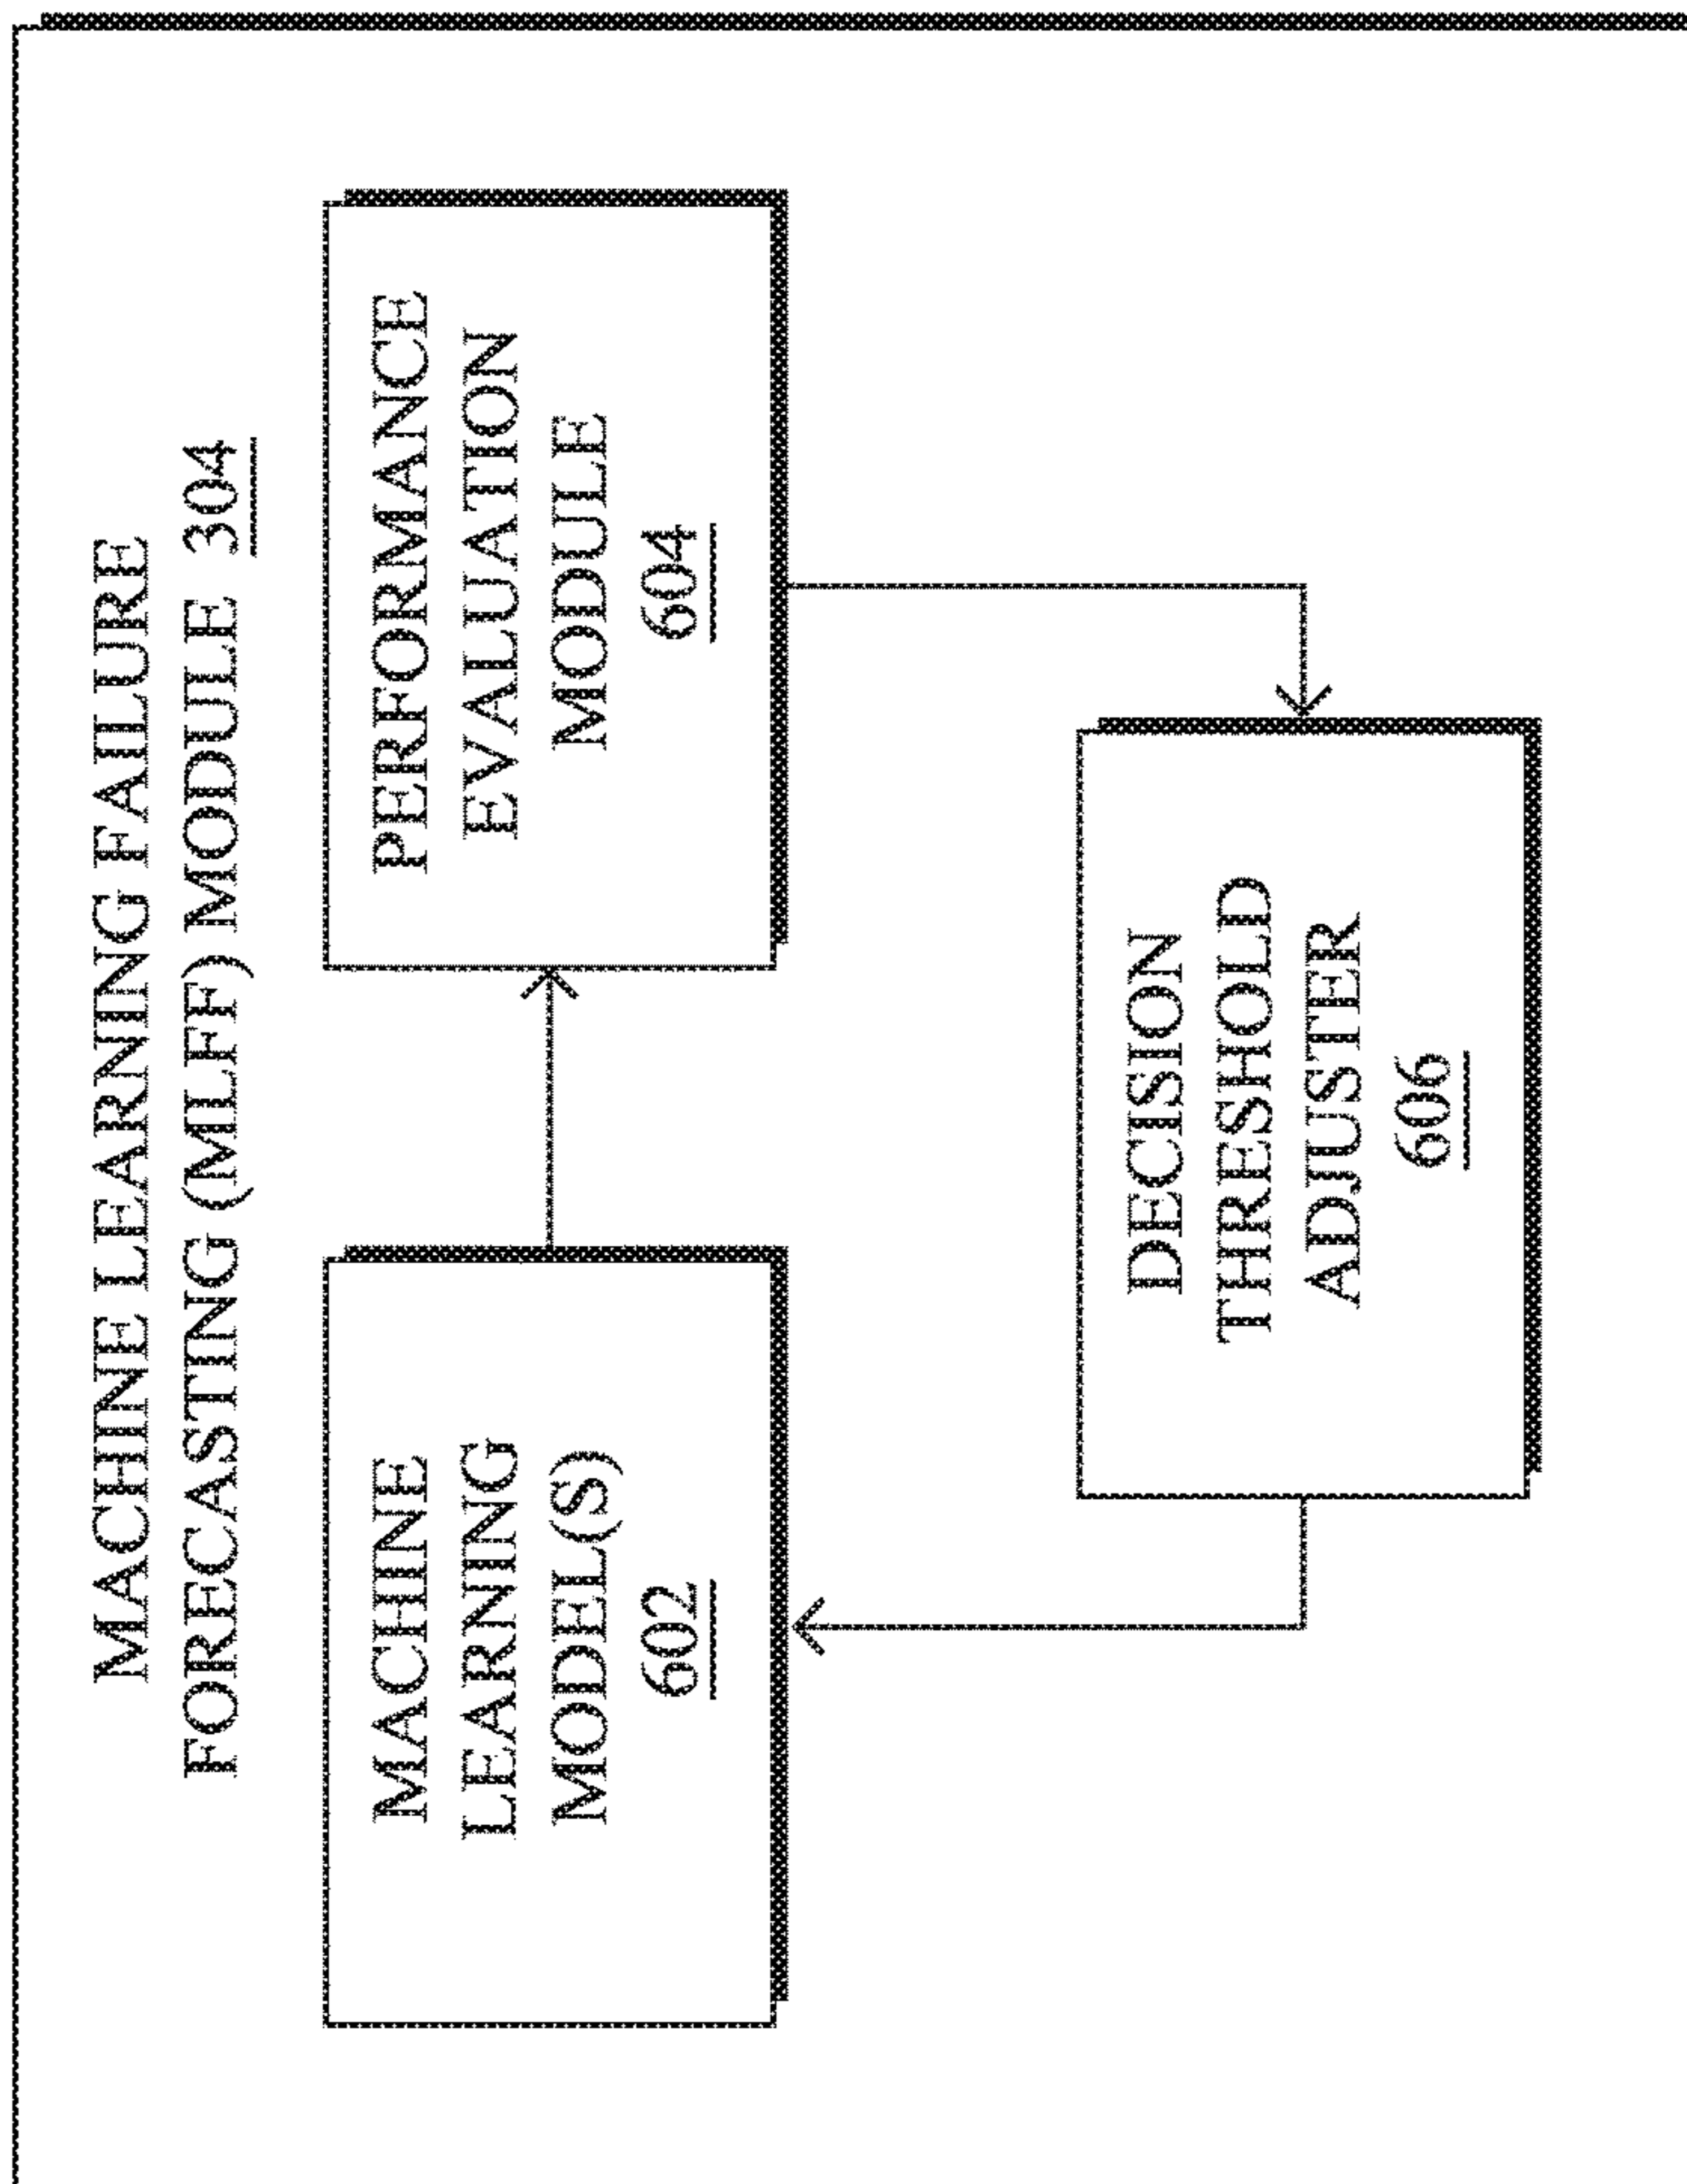 MACHINE LEARNING FAILURE
FORECASTING (MLFF) MODULE 304
MACHINE
LEARNING
MODEL(S)
602
PERFORMANCE
EVALUATION
MODULE
604
DECISION
THRESHOLD
ADJUSTER
606